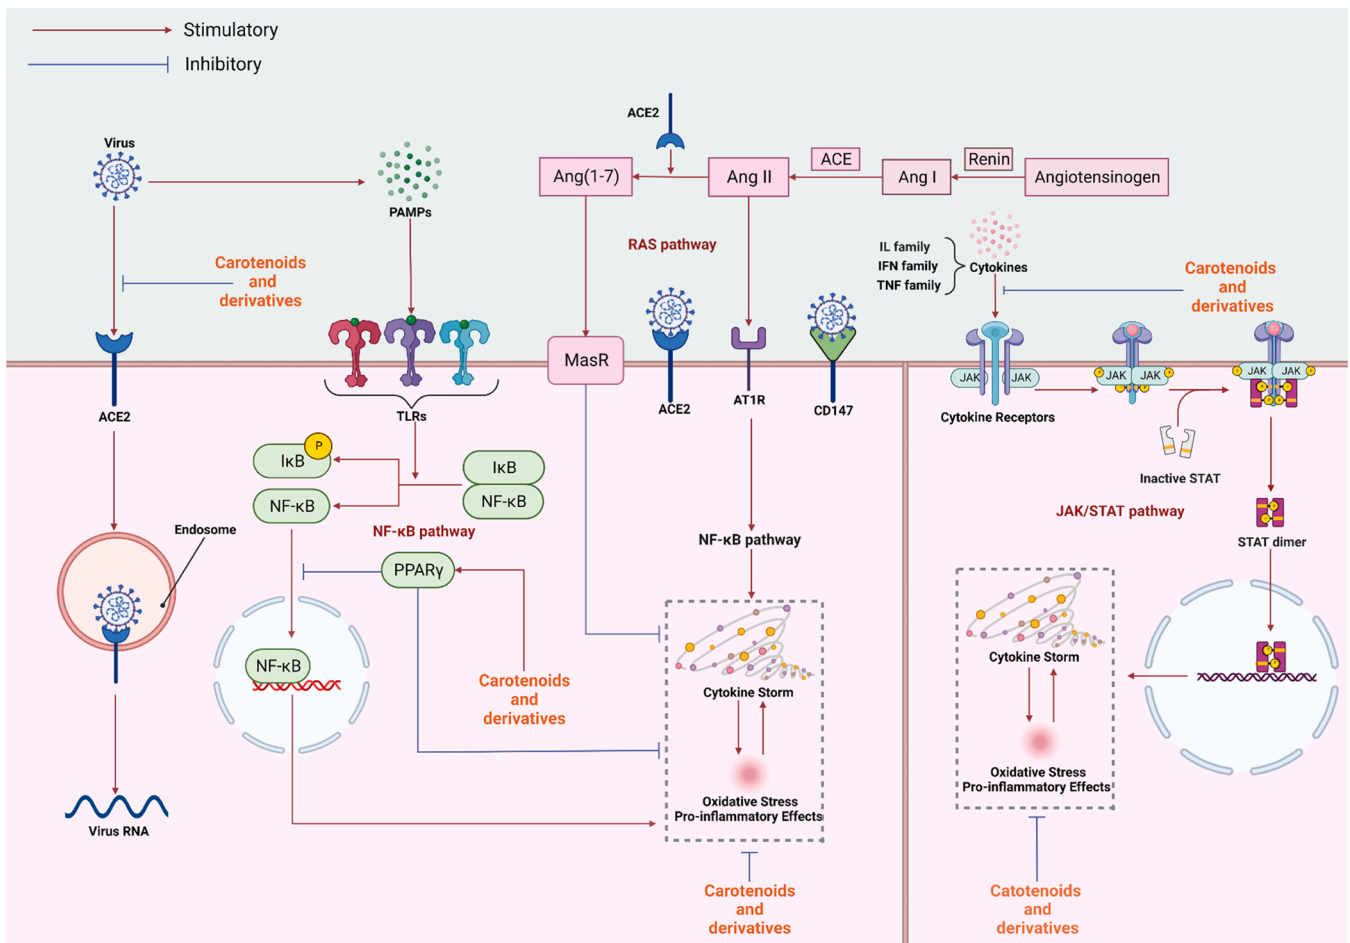 Stimulatory
Inhibitory
Virus
PAMPs
Carotenoids
and
derivatives
ACE2
Ang(1-7)
Ang II
ACE
Ang I
Renin
Angiotensinogen
RAS pathway
IL family
IFN family
TNF family
Cytokines
Carotenoids
and
derivatives
ACE2
TLRs
MasR
ACE2
AT1R
CD147
JAK
JAK
Cytokine Receptors
JAK
JAK
P
P
P
P
JAK
JAK
P
P
P
P
Inactive STAT
JAK/STAT pathway
P
P
STAT dimer
IκB
P
NF-κB
IκB
NF-κB
NF-κB pathway
PPARγ
NF-κB pathway
Endosome
NF-κB
Carotenoids
and
derivatives
Virus RNA
Cytokine Storm
Oxidative Stress
Pro-inflammatory Effects
Carotenoids
and
derivatives
Cytokine Storm
Oxidative Stress
Pro-inflammatory Effects
Catotenoids
and
derivatives
P
P